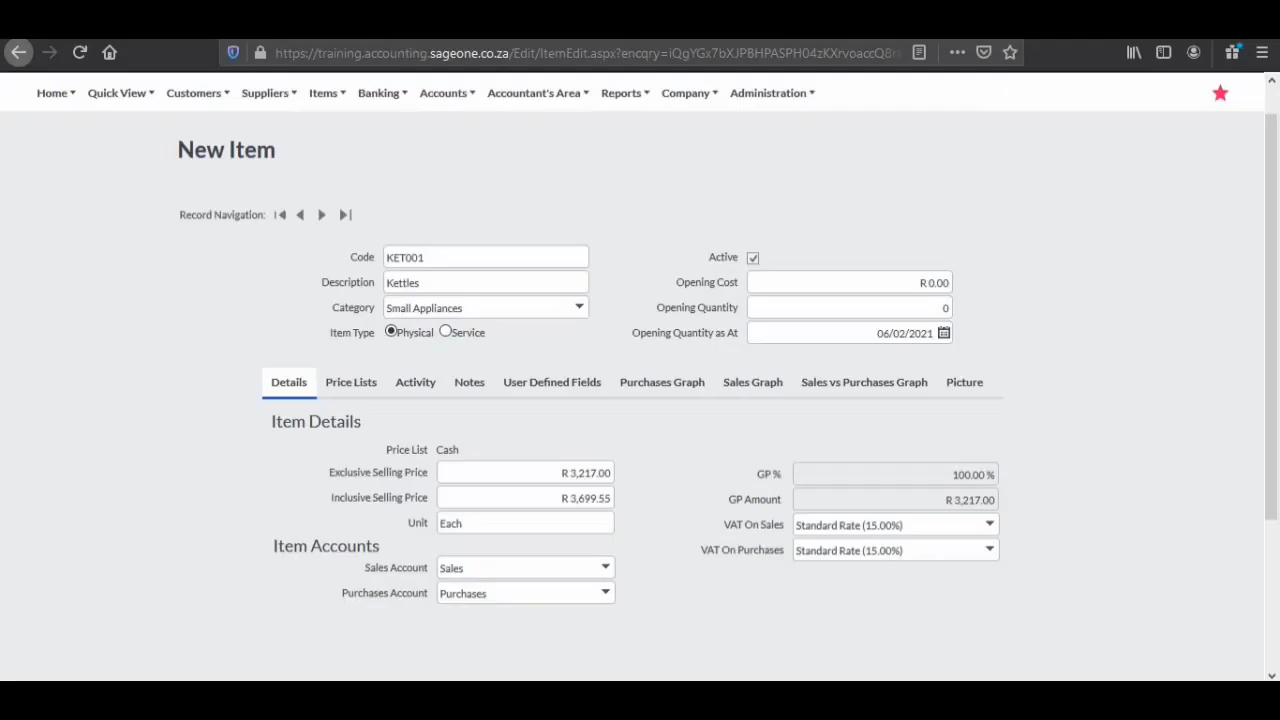 https://training.accounting.sageone.co.za/Edit/ItemEdit.aspx?encqry=iQgYGx7bXJPBHPASPH04zKXrvoaccQ8r
Home Quick View Customers Suppliers Items Banking Accounts Accountant's Area Reports Company Administration
New Item
Record Navigation:
Code KET001 Active
Description Kettles Opening Cost R 0.00
Category Small Appliances Opening Quantity 0
Item Type Physical Service Opening Quantity as At 06/02/2021
Details Price Lists Activity Notes User Defined Fields Purchases Graph Sales Graph Sales vs Purchases Graph Picture
Item Details
Price List Cash
Exclusive Selling Price R 3,217.00 GP % 100.00 %
Inclusive Selling Price R 3,699.55 GP Amount R 3,217.00
Unit Each VAT On Sales Standard Rate (15.00%)
Item Accounts VAT On Purchases Standard Rate (15.00%)
Sales Account Sales
Purchases Account Purchases